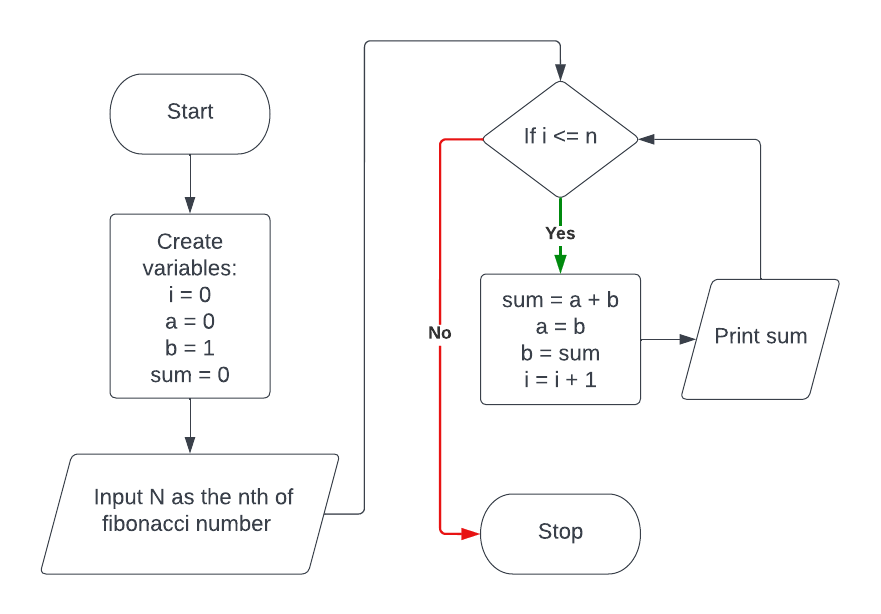 Start
Create
variables:
i = 0
a = 0
b = 1
sum = 0
Input N as the nth of
fibonacci number
If i <= n
Yes
No
sum = a + b
a = b
b = sum
i = i + 1
Print sum
Stop